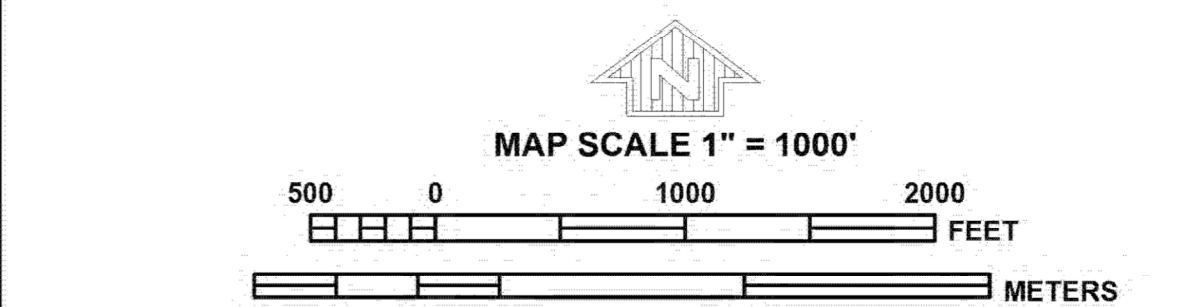 N
MAP SCALE 1" = 1000'
500 0 1000 2000
FEET
METERS